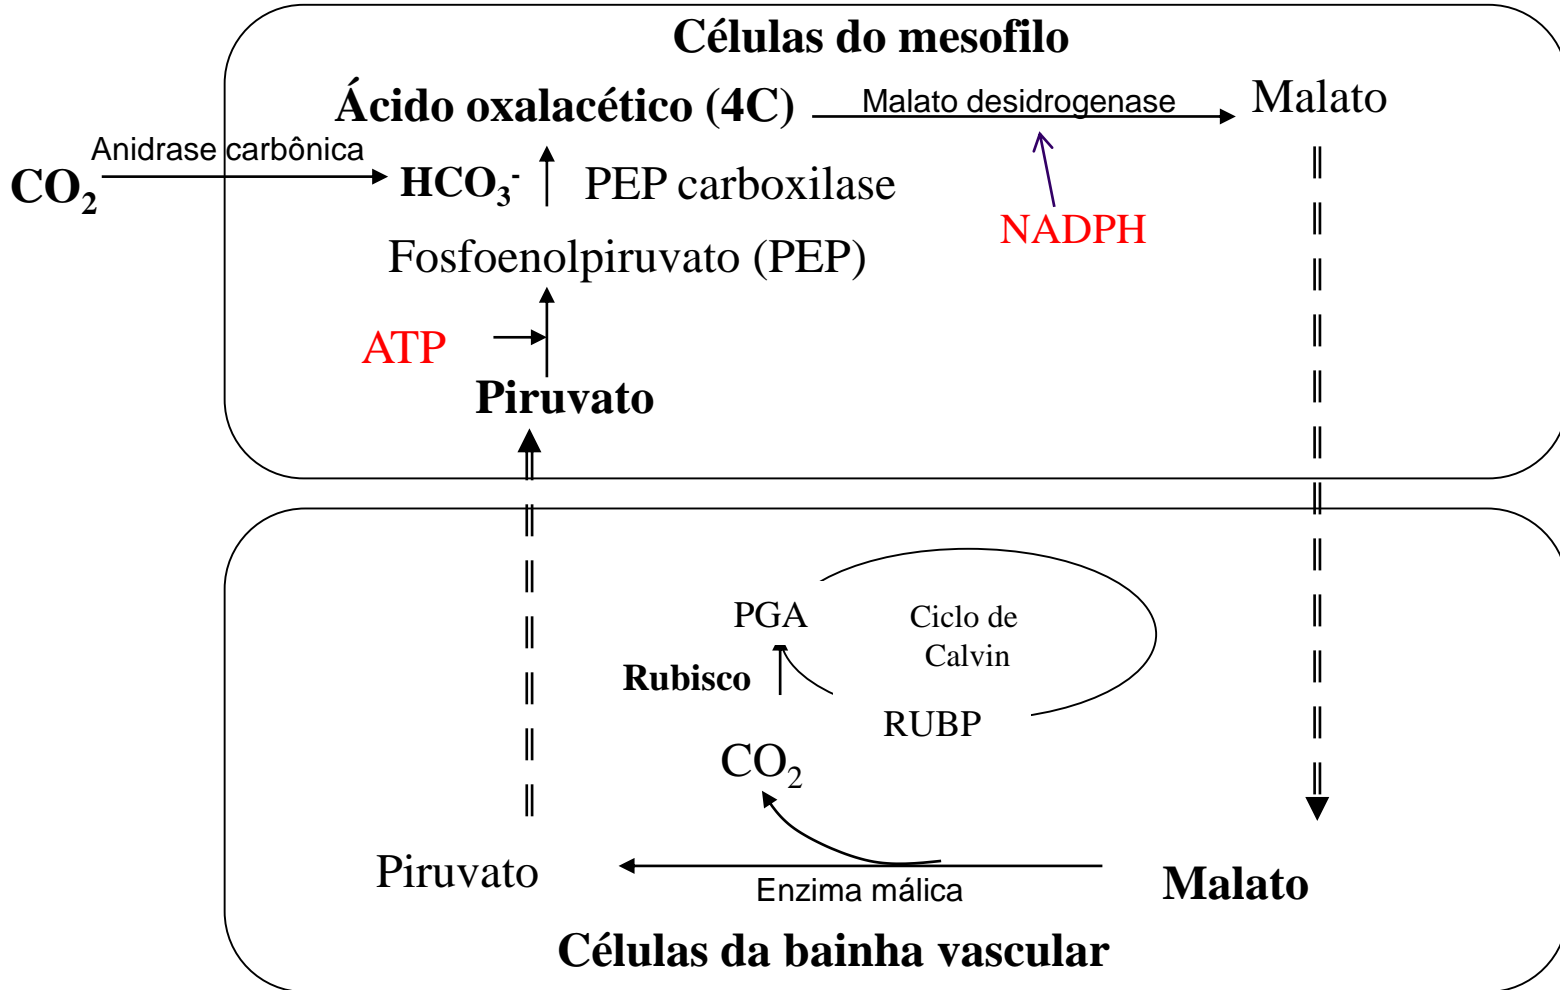 Células do mesofilo
Ácido oxalacético (4C)
Malato desidrogenase
Malato
Anidrase carbônica
CO₂
HCO₃⁻
PEP carboxilase
NADPH
Fosfoenolpiruvato (PEP)
ATP
Piruvato
PGA
Ciclo de
Calvin
Rubisco
RUBP
CO₂
Piruvato
Enzima málica
Malato
Células da bainha vascular